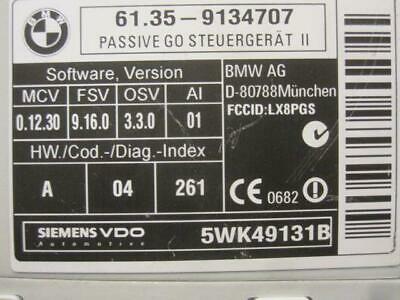 BMW
61.35-9134707
PASSIVE GO STEUERGERÄT II
Software, Version
MCV FSV OSV AI
0.12.30 9.16.0 3.3.0 01
HW./Cod.-/Diag.-Index
A 04 261
BMW AG
D-80788München
FCCID:LX8PGS
CE 0682 !
SIEMENS VDO
Automotive
5WK49131B